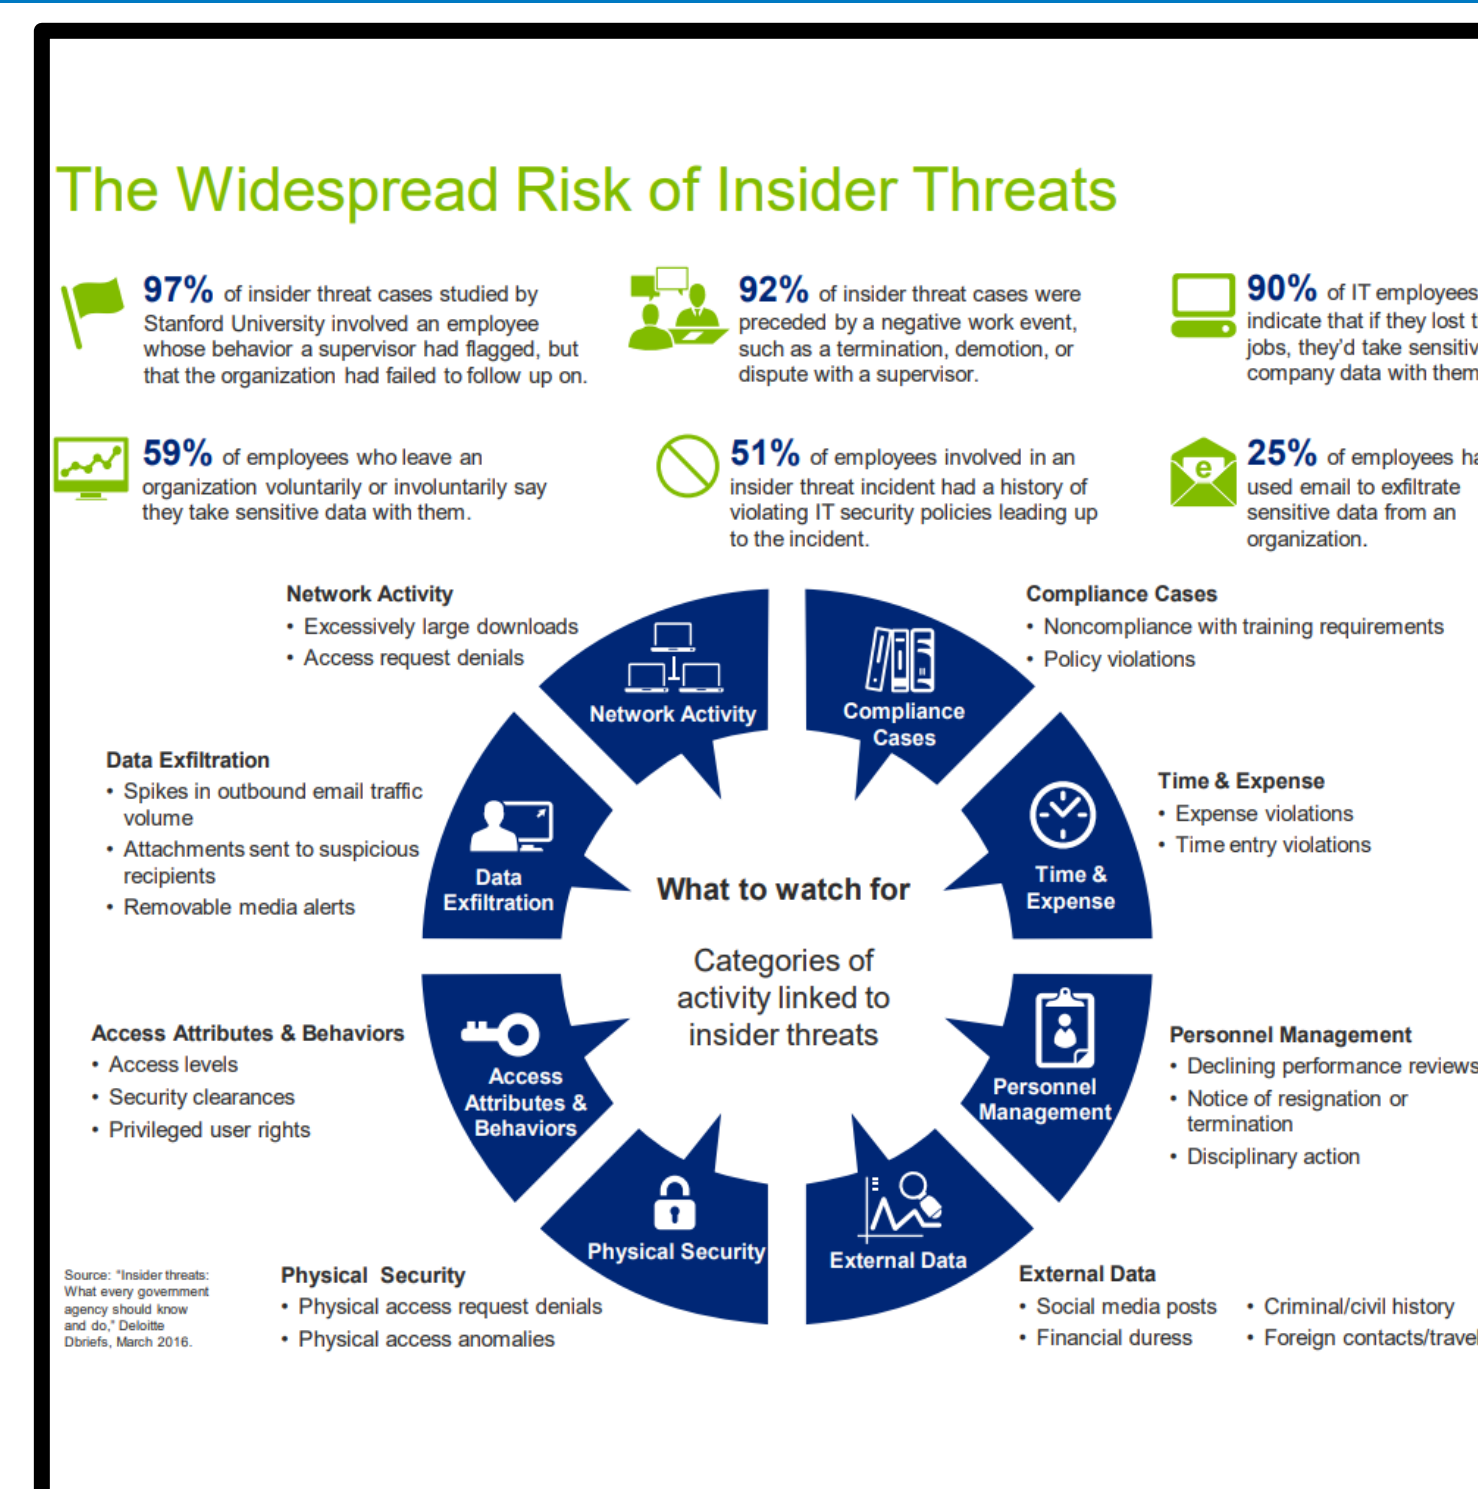 The Widespread Risk of Insider Threats
97% of insider threat cases studied by
Stanford University involved an employee
whose behavior a supervisor had flagged, but
that the organization had failed to follow up on.
92% of insider threat cases were
preceded by a negative work event,
such as a termination, demotion, or
dispute with a supervisor.
90% of IT employees
indicate that if they lost
jobs, they'd take
company data with them
59% of employees who leave an
organization voluntarily or involuntarily say
they take sensitive data with them.
51% of employees involved in an
insider threat incident had a history of
violating IT security policies leading up
to the incident.
25% of employees
used email to exfiltrate
sensitive data from an
organization.
Network Activity
• Excessively large downloads
• Access request denials
Compliance Cases
• Noncompliance with training requirements
• Policy violations
Network Activity
Compliance
Cases
Data Exfiltration
• Spikes in outbound email traffic
volume
• Attachments sent to suspicious
recipients
• Removable media alerts
Data
Exfiltration
Time & Expense
• Expense violations
• Time entry violations
Time &
Expense
What to watch for
Categories of
activity linked to
insider threats
Access Attributes & Behaviors
• Access levels
• Security clearances
• Privileged user rights
Access
Attributes &
Behaviors
Personnel
Management
Personnel Management
• Declining performance reviews
• Notice of resignation or
termination
• Disciplinary action
Physical Security
External Data
Source: "Insider threats:
What every government
agency should know
and do," Deloitte
Dbriefs, March 2016.
Physical Security
• Physical access request denials
• Physical access anomalies
External Data
• Social media posts
• Financial duress
• Criminal/civil history
• Foreign contacts/travel
e